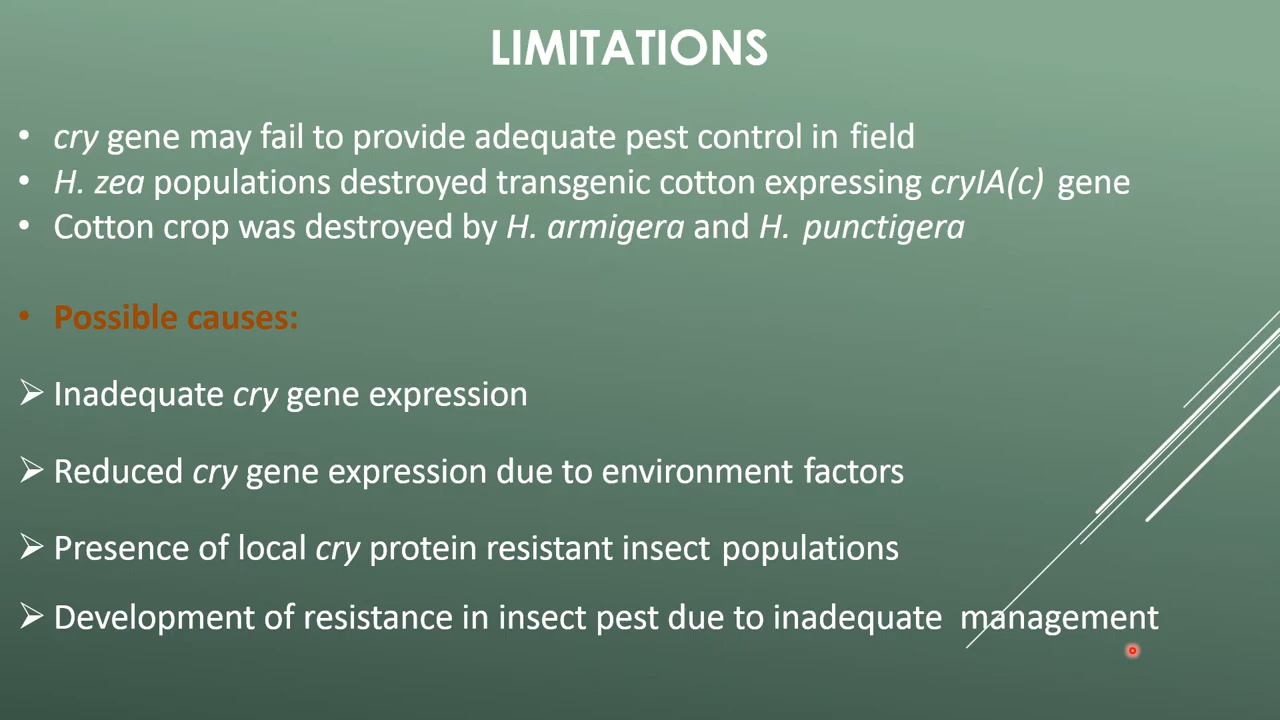 LIMITATIONS
• cry gene may fail to provide adequate pest control in field
• H. zea populations destroyed transgenic cotton expressing cryIA(c) gene
• Cotton crop was destroyed by H. armigera and H. punctigera
• Possible causes:
➢ Inadequate cry gene expression
➢ Reduced cry gene expression due to environment factors
➢ Presence of local cry protein resistant insect populations
➢ Development of resistance in insect pest due to inadequate management